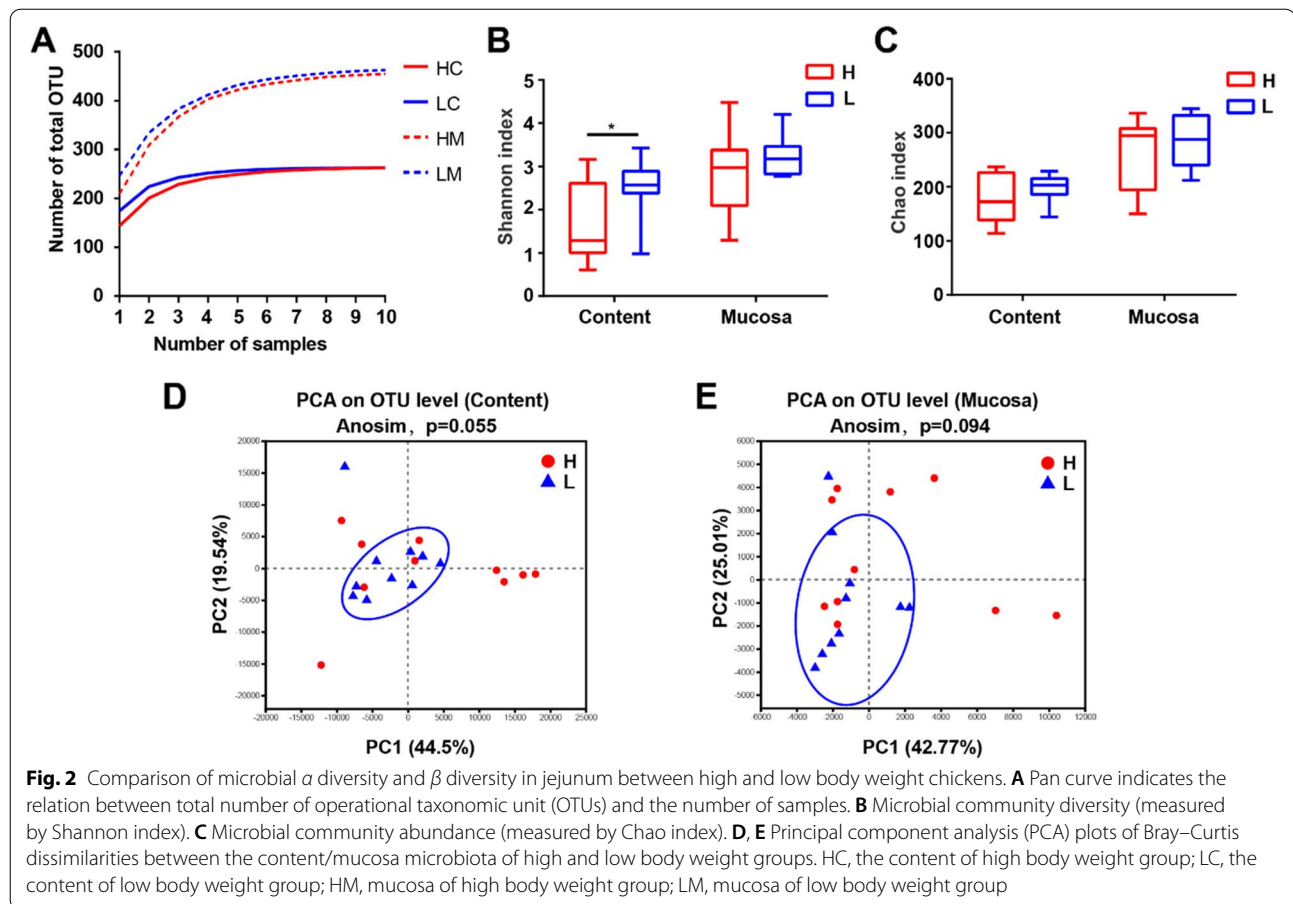 A
Number of total OTU
500
400
300
200
100
0
1 2 3 4 5 6 7 8 9 10
Number of samples
HC
LC
HM
LM
B
Shannon index
5
4
3
2
1
0
*
Content Mucosa
H
L
C
Chao index
400
300
200
100
0
Content Mucosa
H
L
D
PCA on OTU level (Content)
Anosim, p=0.055
H
L
PC2 (19.54%)
20000
15000
10000
5000
0
-5000
-10000
-15000
-20000
-20000 -15000 -10000 -5000 0 5000 10000 15000 20000 25000
PC1 (44.5%)
E
PCA on OTU level (Mucosa)
Anosim, p=0.094
H
L
PC2 (25.01%)
6000
5000
4000
3000
2000
1000
0
-1000
-2000
-3000
-4000
-5000
-6000 -4000 -2000 0 2000 4000 6000 8000 10000 12000
PC1 (42.77%)
Fig. 2 Comparison of microbial α diversity and β diversity in jejunum between high and low body weight chickens. A Pan curve indicates the
relation between total number of operational taxonomic unit (OTUs) and the number of samples. B Microbial community diversity (measured
by Shannon index). C Microbial community abundance (measured by Chao index). D, E Principal component analysis (PCA) plots of Bray–Curtis
dissimilarities between the content/mucosa microbiota of high and low body weight groups. HC, the content of high body weight group; LC, the
content of low body weight group; HM, mucosa of high body weight group; LM, mucosa of low body weight group